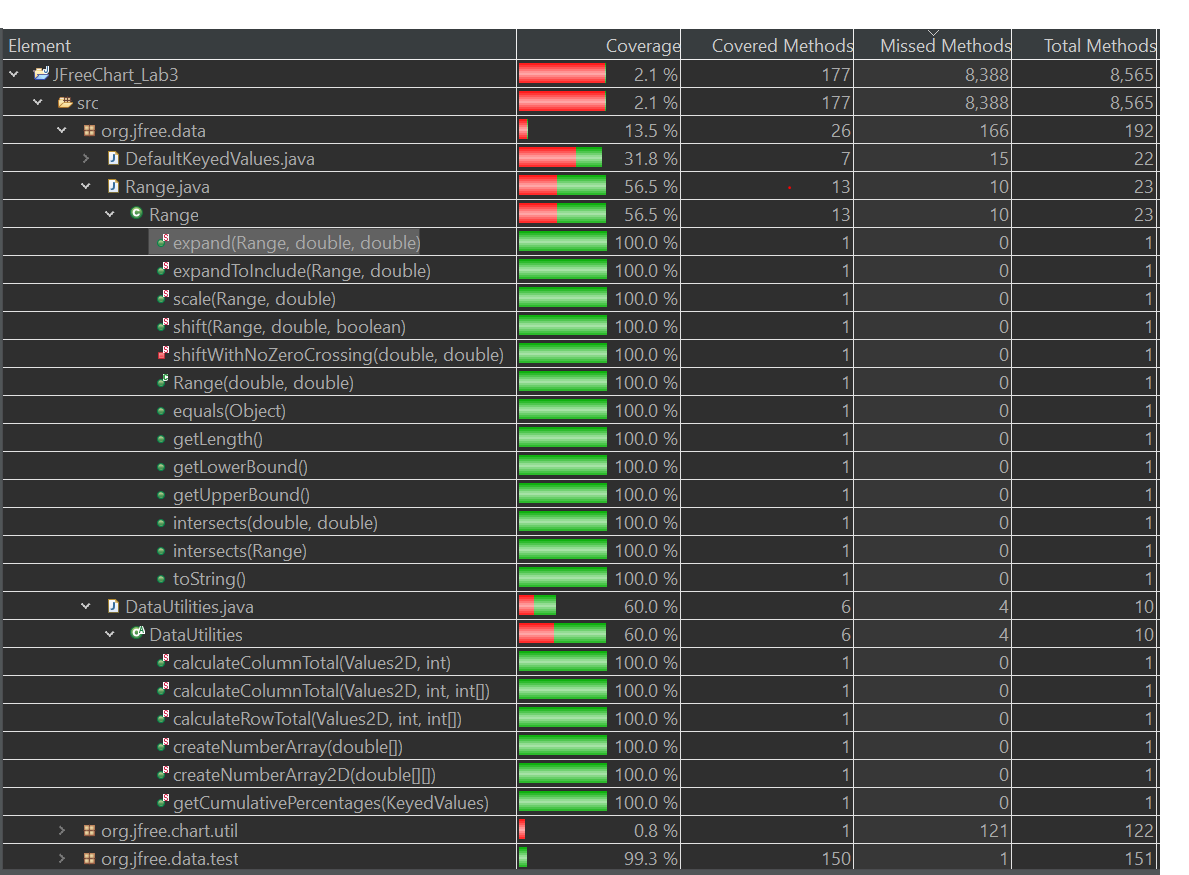 Element Coverage Covered Methods Missed Methods Total Methods
JFreeChart_Lab3 2.1 % 177 8,388 8,565
src 2.1 % 177 8,388 8,565
org.jfree.data 13.5 % 26 166 192
DefaultKeyedValues.java 31.8 % 7 15 22
Range.java 56.5 % 13 10 23
Range 56.5 % 13 10 23
expand(Range, double, double) 100.0 % 1 0 1
expandToInclude(Range, double) 100.0 % 1 0 1
scale(Range, double) 100.0 % 1 0 1
shift(Range, double, boolean) 100.0 % 1 0 1
shiftWithNoZeroCrossing(double, double) 100.0 % 1 0 1
Range(double, double) 100.0 % 1 0 1
equals(Object) 100.0 % 1 0 1
getLength() 100.0 % 1 0 1
getLowerBound() 100.0 % 1 0 1
getUpperBound() 100.0 % 1 0 1
intersects(double, double) 100.0 % 1 0 1
intersects(Range) 100.0 % 1 0 1
toString() 100.0 % 1 0 1
DataUtilities.java 60.0 % 6 4 10
DataUtilities 60.0 % 6 4 10
calculateColumnTotal(Values2D, int) 100.0 % 1 0 1
calculateColumnTotal(Values2D, int, int[]) 100.0 % 1 0 1
calculateRowTotal(Values2D, int, int[]) 100.0 % 1 0 1
createNumberArray(double[]) 100.0 % 1 0 1
createNumberArray2D(double[][]) 100.0 % 1 0 1
getCumulativePercentages(KeyedValues) 100.0 % 1 0 1
org.jfree.chart.util 0.8 % 1 121 122
org.jfree.data.test 99.3 % 150 1 151